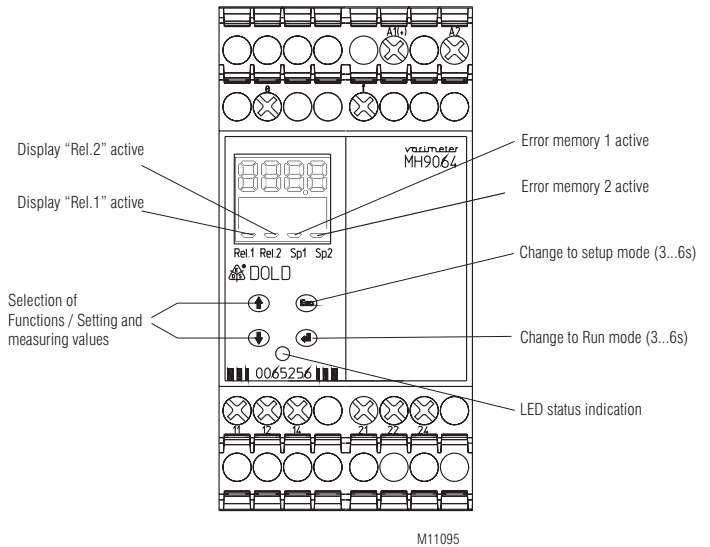 A1(+) A2
e i
varimeter
MH9064
Display “Rel.2” active
Display “Rel.1” active
Error memory 1 active
Error memory 2 active
Rel.1 Rel.2 Sp1 Sp2
DOLD
Change to setup mode (3...6s)
Esc
Selection of
Functions / Setting and
measuring values
Change to Run mode (3...6s)
0065256
LED status indication
11 12 14 21 22 24
M11095